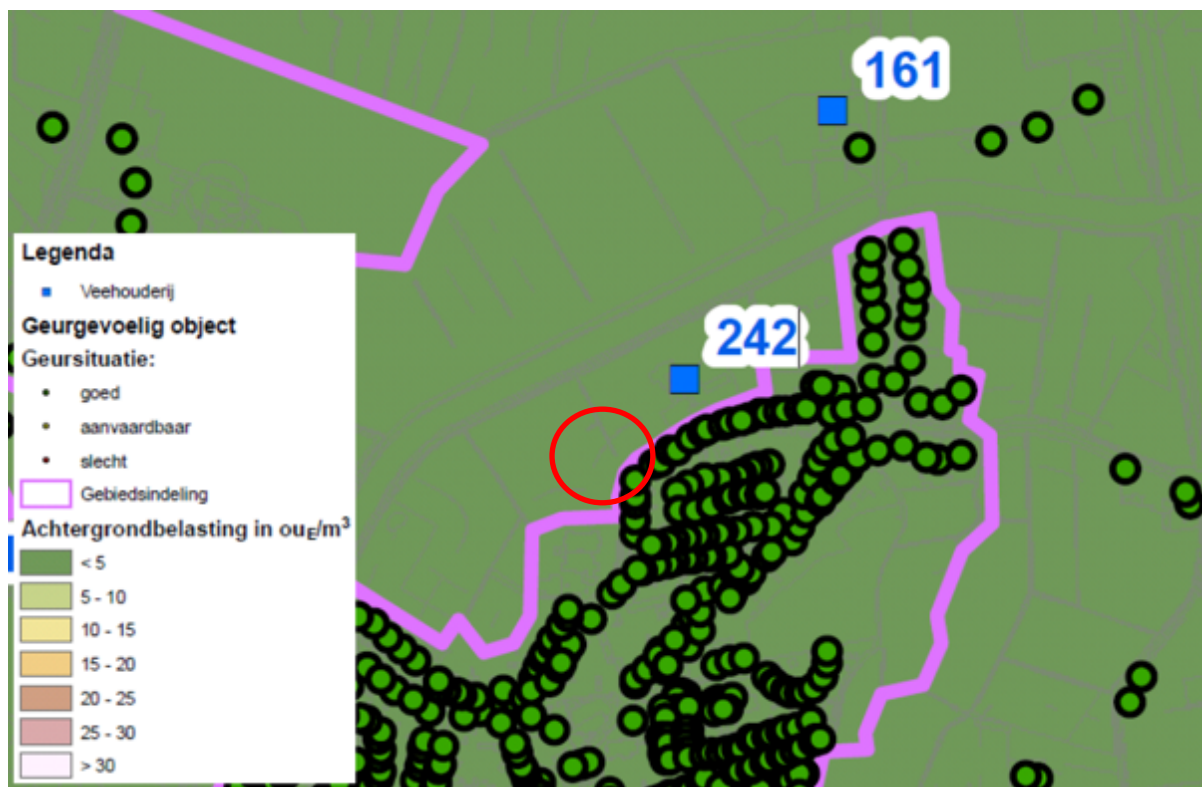 161
242
Legenda
Veehouderij
Geurgevoelig object
Geursituatie:
goed
aanvaardbaar
slecht
Gebiedsindeling
Achtergrondbelasting in ouE/m³
< 5
5 - 10
10 - 15
15 - 20
20 - 25
25 - 30
> 30